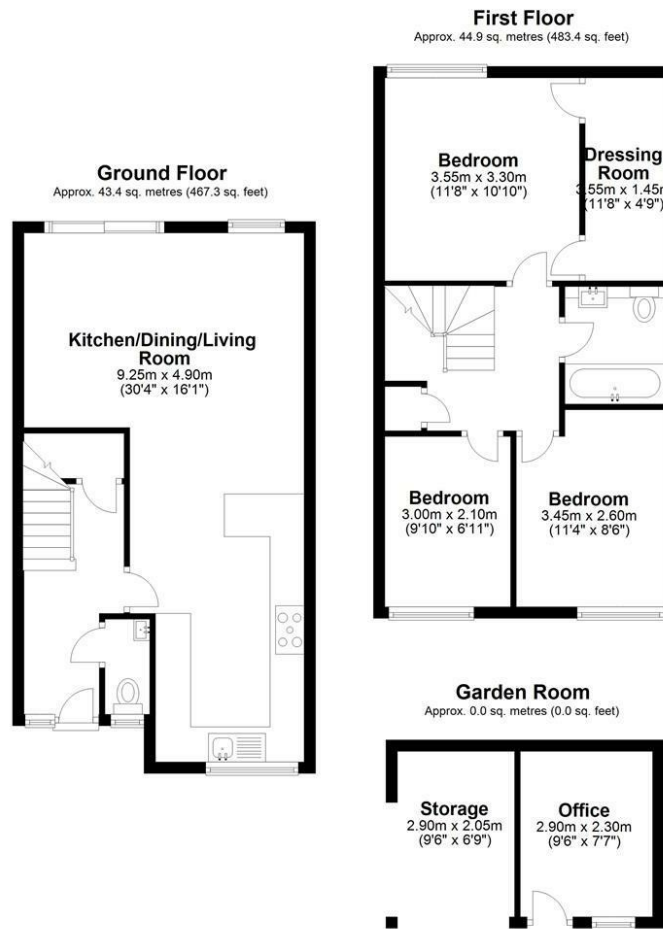 First Floor
Approx. 44.9 sq. metres (483.4 sq. feet)
Bedroom
3.55m x 3.30m
(11'8" x 10'10")
Dressing
Room
3.55m x 1.45m
(11'8" x 4'9")
Ground Floor
Approx. 43.4 sq. metres (467.3 sq. feet)
Kitchen/Dining/Living
Room
9.25m x 4.90m
(30'4" x 16'1")
Bedroom
3.00m x 2.10m
(9'10" x 6'11")
Bedroom
3.45m x 2.60m
(11'4" x 8'6")
Garden Room
Approx. 0.0 sq. metres (0.0 sq. feet)
Storage
2.90m x 2.05m
(9'6" x 6'9")
Office
2.90m x 2.30m
(9'6" x 7'7")